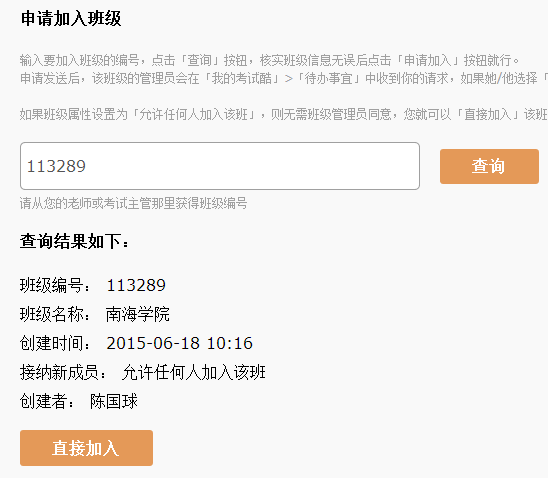 申请加入班级
输入要加入班级的编号，点击「查询」按钮，核实班级信息无误后点击「申请加入」按钮就行。
申请发送后，该班级的管理员会在「我的考试酷」>「待办事宜」中收到你的请求，如果她/他选择「
如果班级属性设置为「允许任何人加入该班」，则无需班级管理员同意，您就可以「直接加入」该班
113289
查询
请从您的老师或考试主管那里获得班级编号
查询结果如下：
班级编号： 113289
班级名称： 南海学院
创建时间： 2015-06-18 10:16
接纳新成员： 允许任何人加入该班
创建者： 陈国球
直接加入